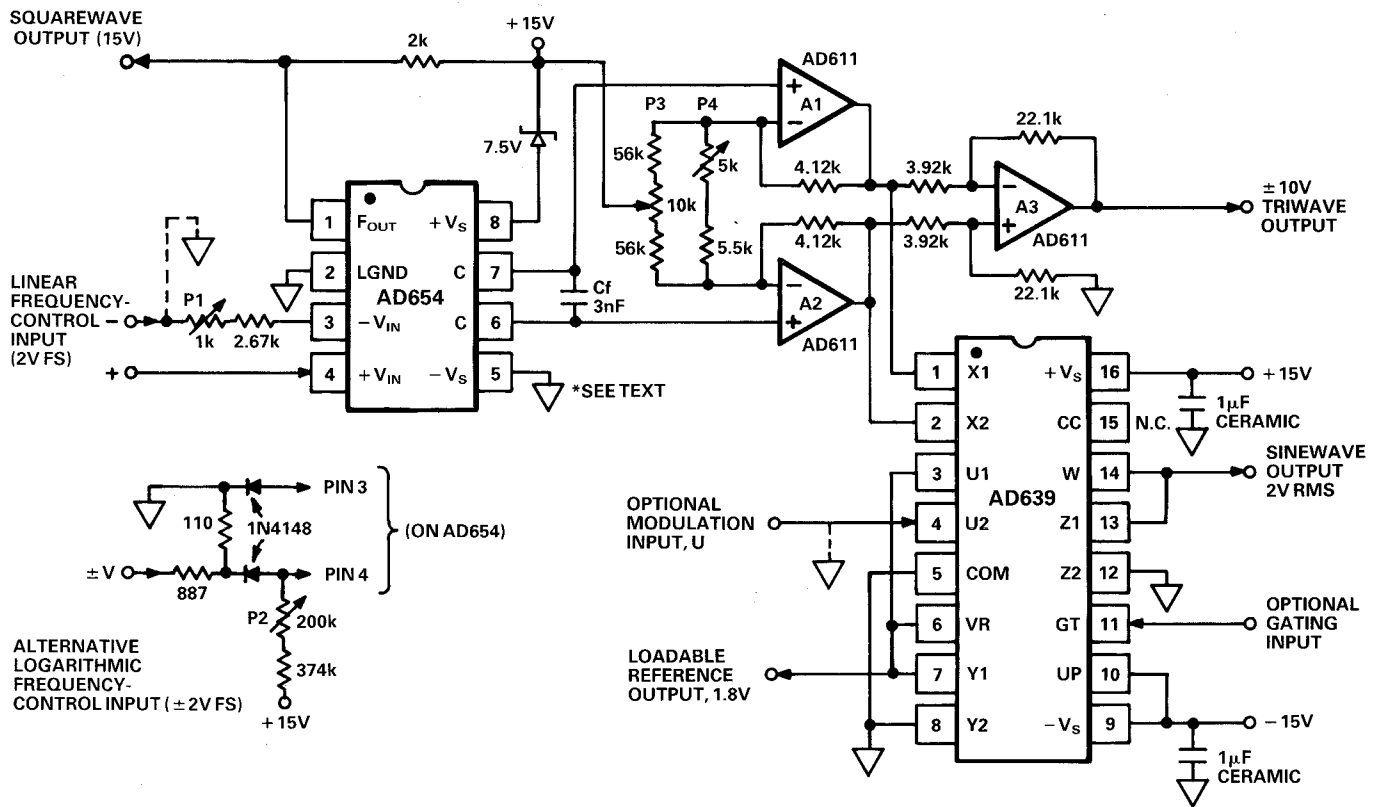 SQUAREWAVE
OUTPUT (15V)
2k
+15V
7.5V
AD611
A1
+
−
P3
P4
56k
10k
56k
5k
5.5k
4.12k
4.12k
3.92k
3.92k
22.1k
−
A3
+
AD611
22.1k
±10V
TRIWAVE
OUTPUT
−
A2
+
AD611
1
FOUT
+VS
8
2
LGND
C
7
AD654
3
−VIN
C
6
4
+VIN
−VS
5
Cf
3nF
*SEE TEXT
LINEAR
FREQUENCY-
CONTROL −
INPUT
(2V FS)
+
P1
1k
2.67k
PIN 3
110
1N4148
(ON AD654)
±V
887
PIN 4
P2
200k
374k
+15V
ALTERNATIVE
LOGARITHMIC
FREQUENCY-
CONTROL INPUT (±2V FS)
1
X1
+VS
16
2
X2
CC
15
N.C.
3
U1
W
14
AD639
4
U2
Z1
13
5
COM
Z2
12
6
VR
GT
11
7
Y1
UP
10
8
Y2
−VS
9
+15V
1μF
CERAMIC
SINEWAVE
OUTPUT
2V RMS
OPTIONAL
GATING
INPUT
−15V
1μF
CERAMIC
OPTIONAL
MODULATION
INPUT, U
LOADABLE
REFERENCE
OUTPUT, 1.8V